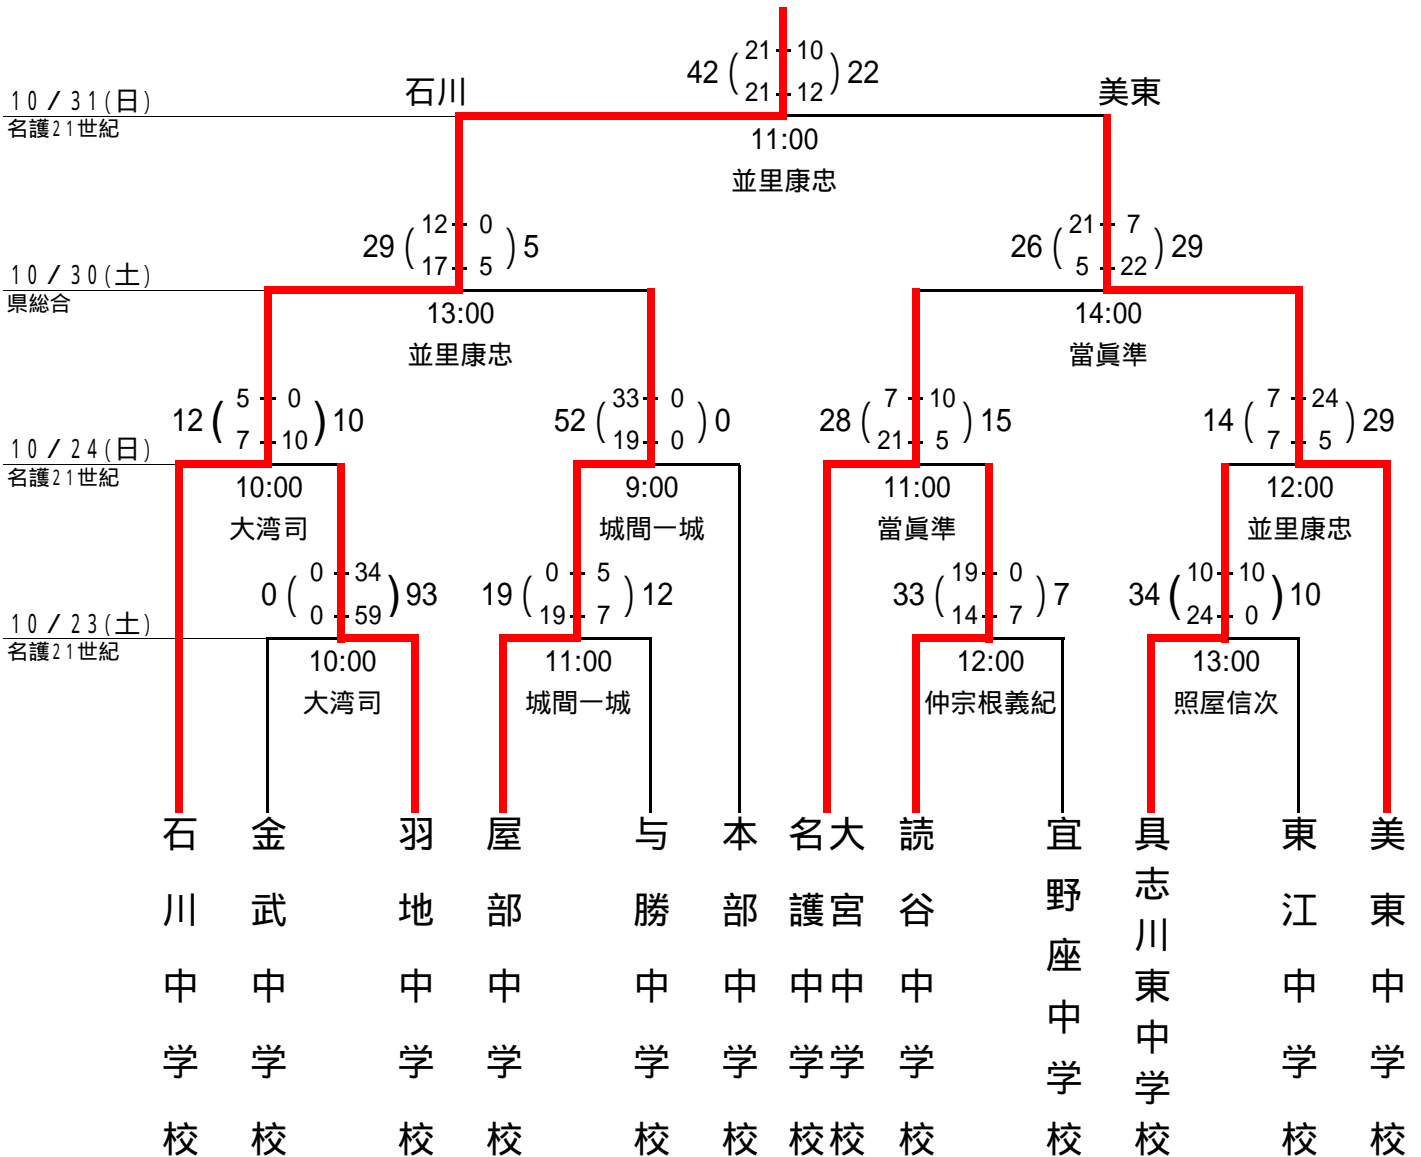 21 10
42 ( ) 22
21 12
石川 美東
10/31(日)
名護21世紀
11:00
並里康忠
12 0
29 ( ) 5
17 5
21 7
26 ( ) 29
5 22
10/30(土)
県総合
13:00
並里康忠
14:00
當眞準
5 0
12 ( ) 10
7 10
33 0
52 ( ) 0
19 0
7 10
28 ( ) 15
21 5
7 24
14 ( ) 29
7 5
10/24(日)
名護21世紀
10:00
大湾司
9:00
城間一城
11:00
當眞準
12:00
並里康忠
0 34
0 ( ) 93
0 59
0 5
19 ( ) 12
19 7
19 0
33 ( ) 7
14 7
10 10
34 ( ) 10
24 0
10/23(土)
名護21世紀
10:00
大湾司
11:00
城間一城
12:00
仲宗根義紀
13:00
照屋信次
石川中学校
金武中学校
羽地中学校
屋部中学校
与勝中学校
本部中学校
名護中学校
大宮中学校
読谷中学校
宜野座中学校
具志川東中学校
東江中学校
美東中学校